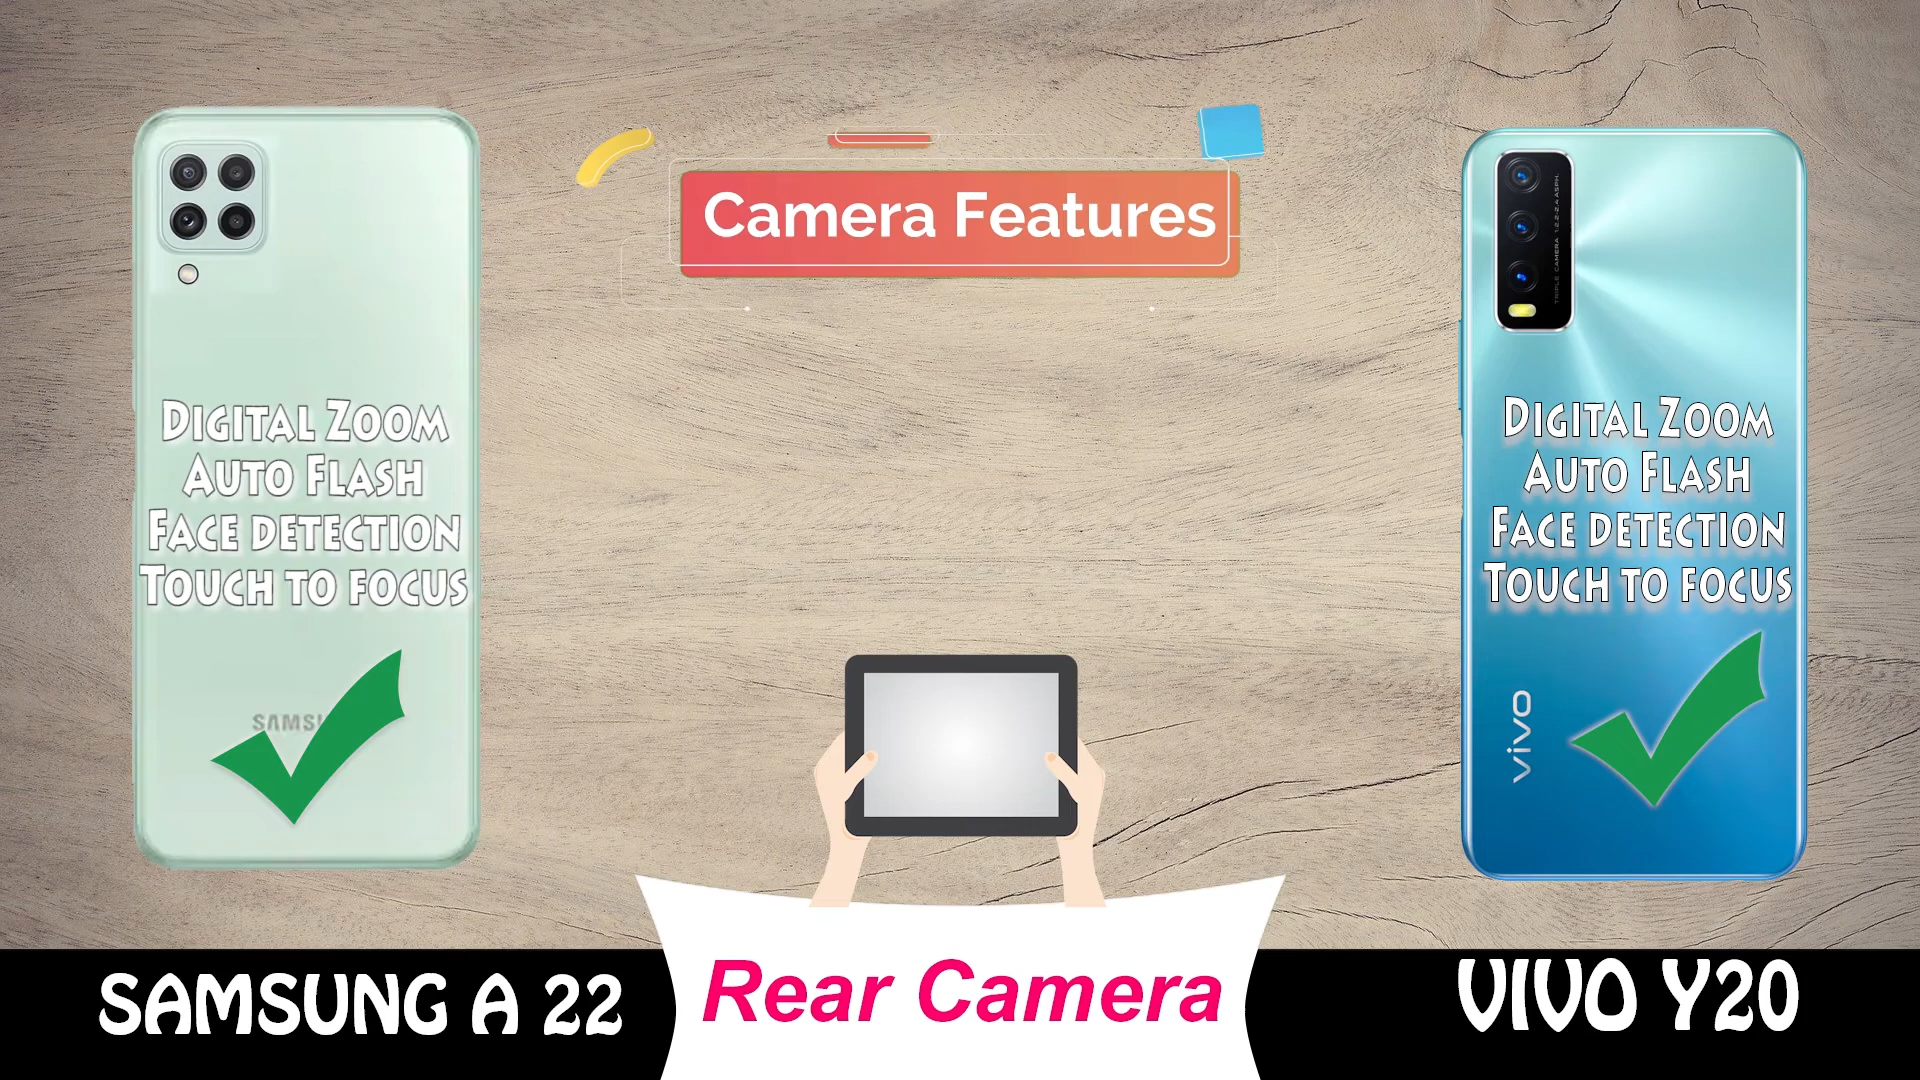 Camera Features
Digital Zoom
Auto Flash
Face detection
Touch to focus
SAMSU
Digital Zoom
Auto Flash
Face detection
Touch to focus
vivo
SAMSUNG A 22
Rear Camera
VIVO Y20